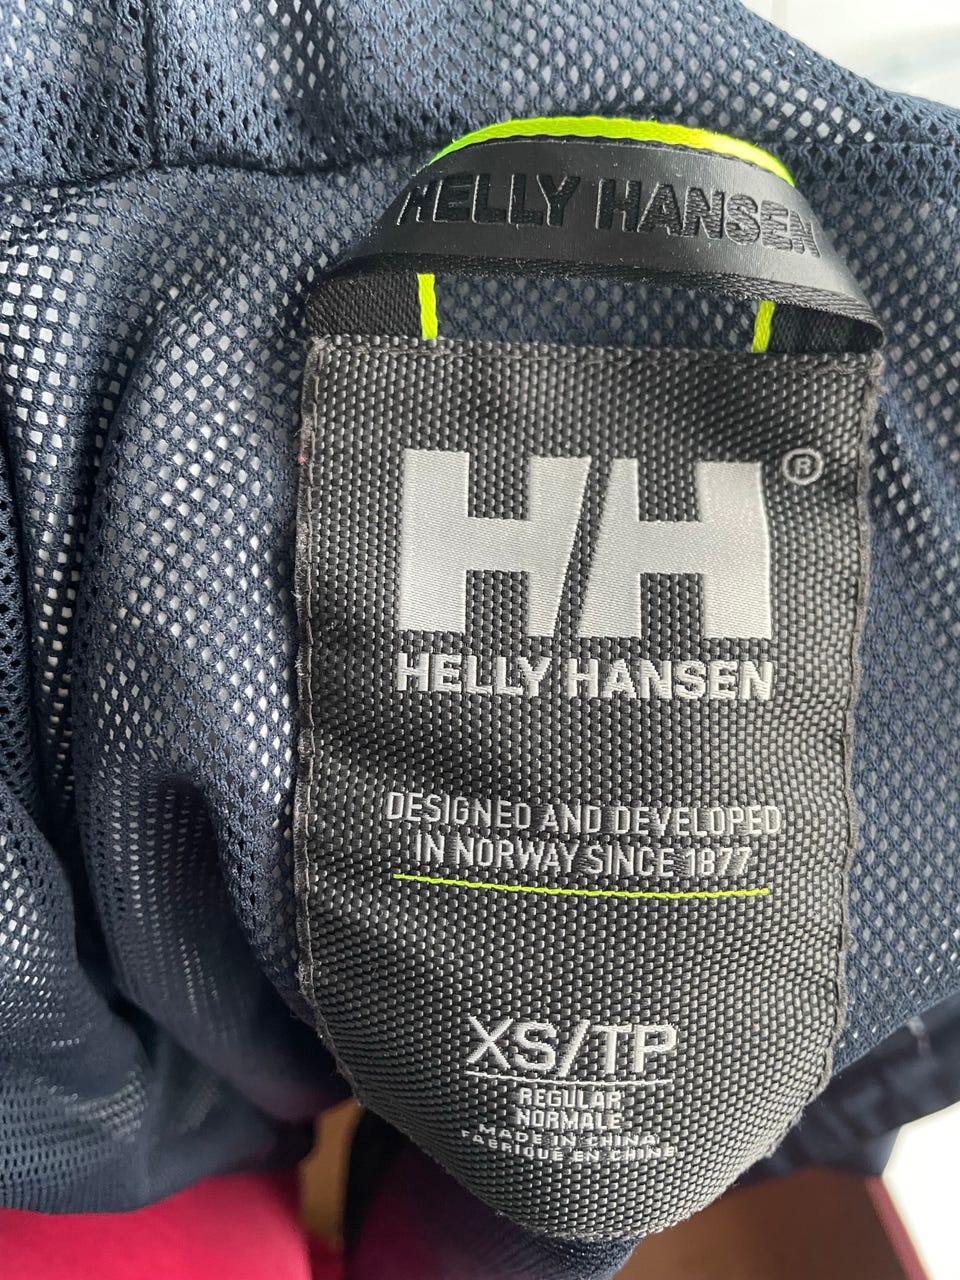 HELLY HANSEN
HH®
HELLY HANSEN
DESIGNED AND DEVELOPED
IN NORWAY SINCE 1877
XS/TP
REGULAR
NORMALE
MADE IN CHINA
FABRIQUE EN CHINE